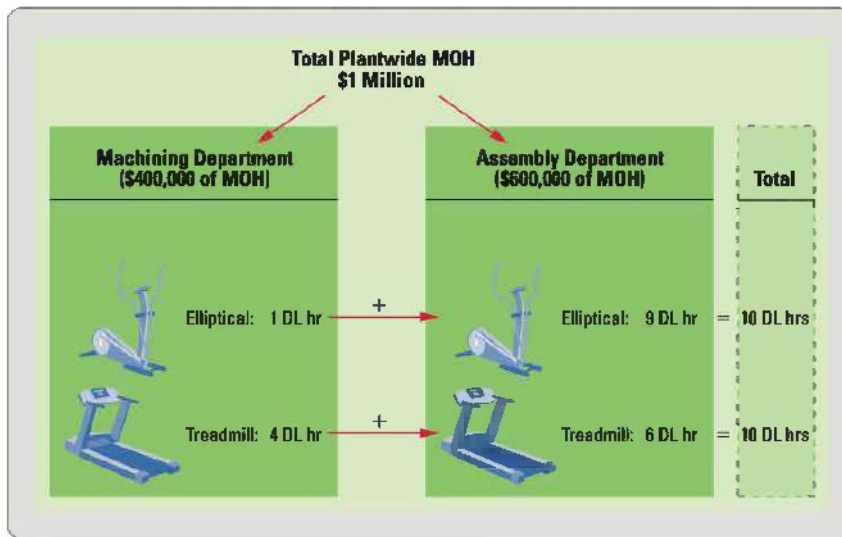 Total Plantwide MOH
$1 Million
Machining Department
($400,000 of MOH)
Assembly Department
($600,000 of MOH)
Total
Elliptical: 1 DL hr
+
Elliptical: 9 DL hr
=
10 DL hrs
Treadmill: 4 DL hr
+
Treadmill: 6 DL hr
=
10 DL hrs